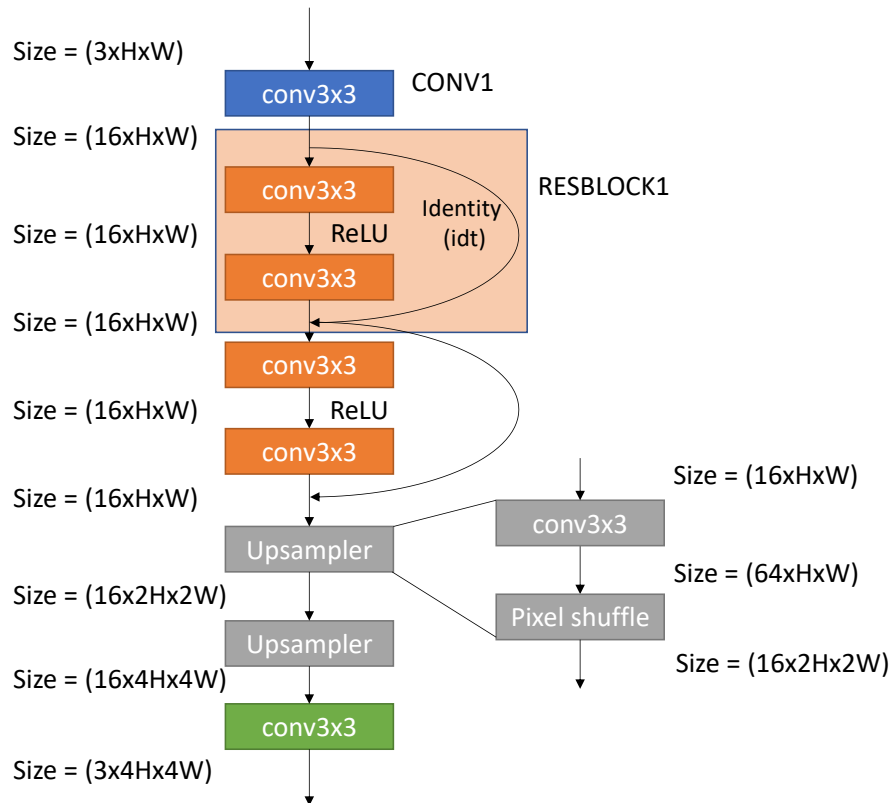 Size = (3xHxW)
conv3x3
CONV1
Size = (16xHxW)
conv3x3
RESBLOCK1
Identity
(idt)
Size = (16xHxW)
ReLU
conv3x3
Size = (16xHxW)
conv3x3
Size = (16xHxW)
ReLU
conv3x3
Size = (16xHxW)
Upsampler
Size = (16x2Hx2W)
Upsampler
Size = (16x4Hx4W)
conv3x3
Size = (3x4Hx4W)
Size = (16xHxW)
conv3x3
Size = (64xHxW)
Pixel shuffle
Size = (16x2Hx2W)